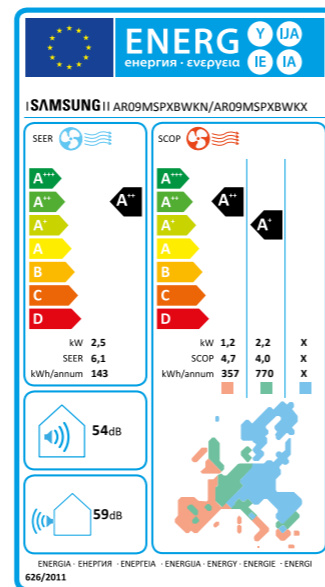 ENERG Y IJA
енергия · ενεργεια IE IA
SAMSUNG AR09MSPXBWKN/AR09MSPXBWKX
SEER
A+++
A++
A+
A
B
C
D
A++
kW 2,5
SEER 6,1
kWh/annum 143
SCOP
A+++
A++
A+
A
B
C
D
A++
A+
kW 1,2 2,2 X
SCOP 4,7 4,0 X
kWh/annum 357 770 X
54dB
59dB
ENERGIA · ЕНЕРГИЯ · ΕΝΕΡΓΕΙΑ · ENERGIJA · ENERGY · ENERGIE · ENERGI
626/2011